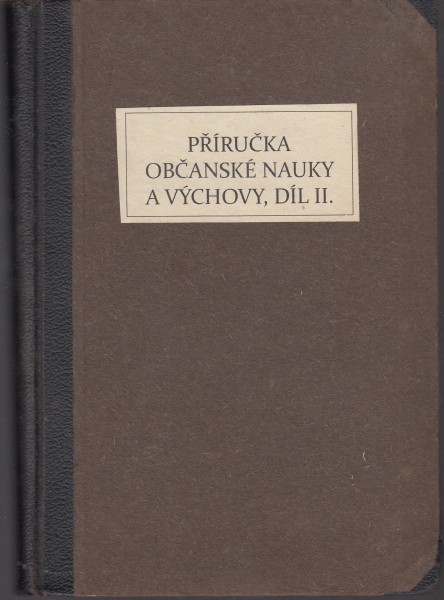 PŘÍRUČKA
OBČANSKÉ NAUKY
A VÝCHOVY, DÍL II.